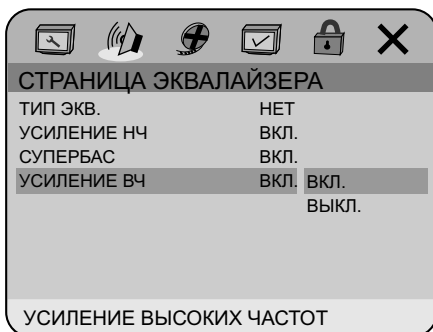 СТРАНИЦА ЭКВАЛАЙЗЕРА
ТИП ЭКВ. НЕТ
УСИЛЕНИЕ НЧ ВКЛ.
СУПЕРБАС ВКЛ.
УСИЛЕНИЕ ВЧ ВКЛ. ВКЛ.
ВЫКЛ.
УСИЛЕНИЕ ВЫСОКИХ ЧАСТОТ